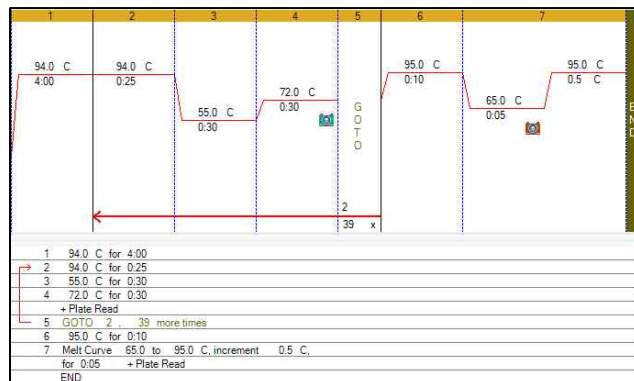 1 2 3 4 5 6 7
94.0 C 94.0 C 95.0 C 95.0 C
4:00 0:25 0:10 0.5 C
72.0 C 65.0 C
0:30 0:05
55.0 C
0:30
GOTO
END
2
39 x
1 94.0 C for 4:00
2 94.0 C for 0:25
3 55.0 C for 0:30
4 72.0 C for 0:30
+ Plate Read
5 GOTO 2 , 39 more times
6 95.0 C for 0:10
7 Melt Curve 65.0 to 95.0 C, increment 0.5 C,
for 0:05 + Plate Read
END